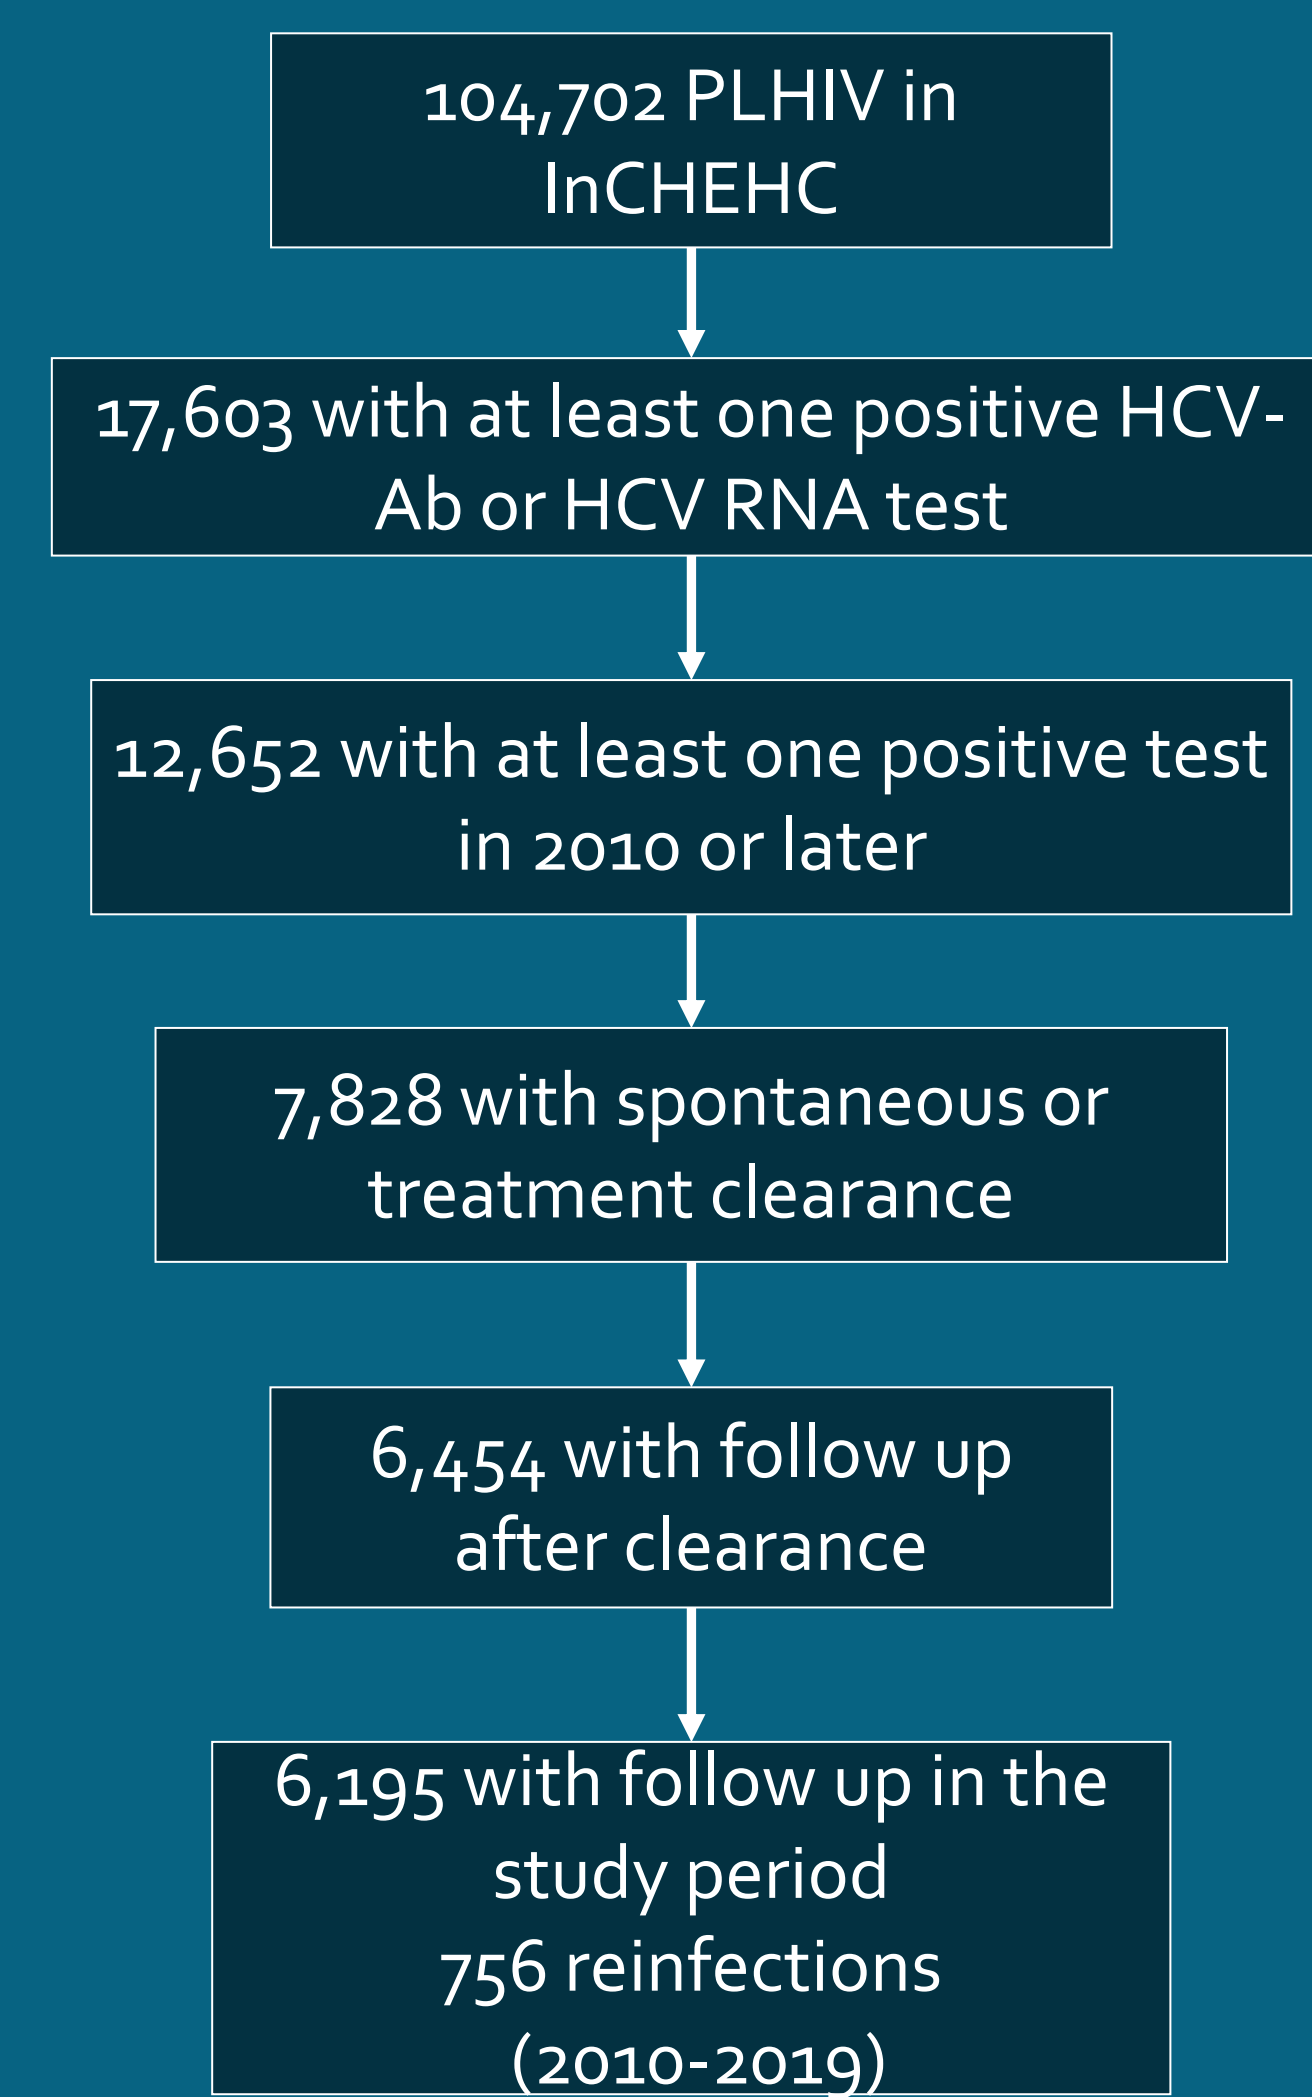 104,702 PLHIV in
InCHEHC
17,603 with at least one positive HCV-
Ab or HCV RNA test
12,652 with at least one positive test
in 2010 or later
7,828 with spontaneous or
treatment clearance
6,454 with follow up
after clearance
6,195 with follow up in the
study period
756 reinfections
(2010-2019)